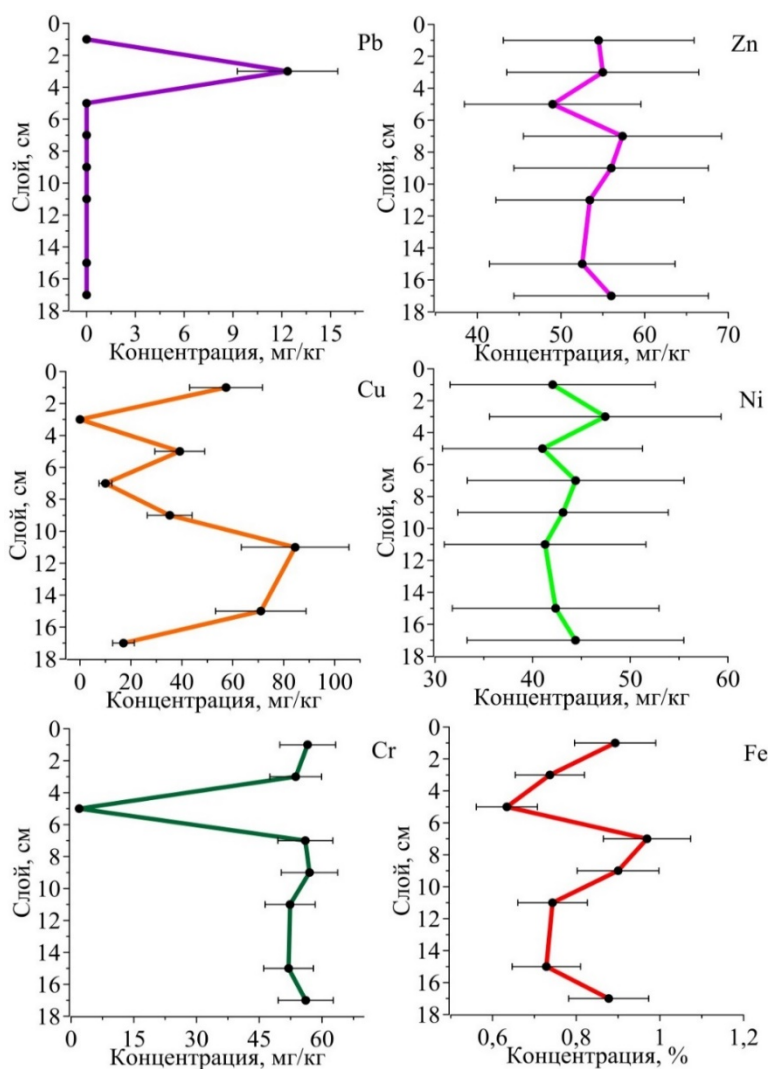 Pb
0
2
4
6
8
10
12
14
16
18
Слой, см
0 3 6 9 12 15
Концентрация, мг/кг
Zn
0
2
4
6
8
10
12
14
16
18
Слой, см
40 50 60 70
Концентрация, мг/кг
Cu
0
2
4
6
8
10
12
14
16
18
Слой, см
0 20 40 60 80 100
Концентрация, мг/кг
Ni
0
2
4
6
8
10
12
14
16
18
Слой, см
30 40 50 60
Концентрация, мг/кг
Cr
0
2
4
6
8
10
12
14
16
18
Слой, см
0 15 30 45 60
Концентрация, мг/кг
Fe
0
2
4
6
8
10
12
14
16
18
Слой, см
0,6 0,8 1 1,2
Концентрация, %